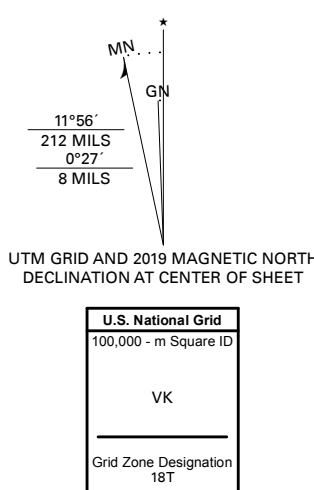 ★
MN
GN
11°56´
212 MILS
0°27´
8 MILS
UTM GRID AND 2019 MAGNETIC NORTH
DECLINATION AT CENTER OF SHEET
U.S. National Grid
100,000 - m Square ID
VK
Grid Zone Designation
18T